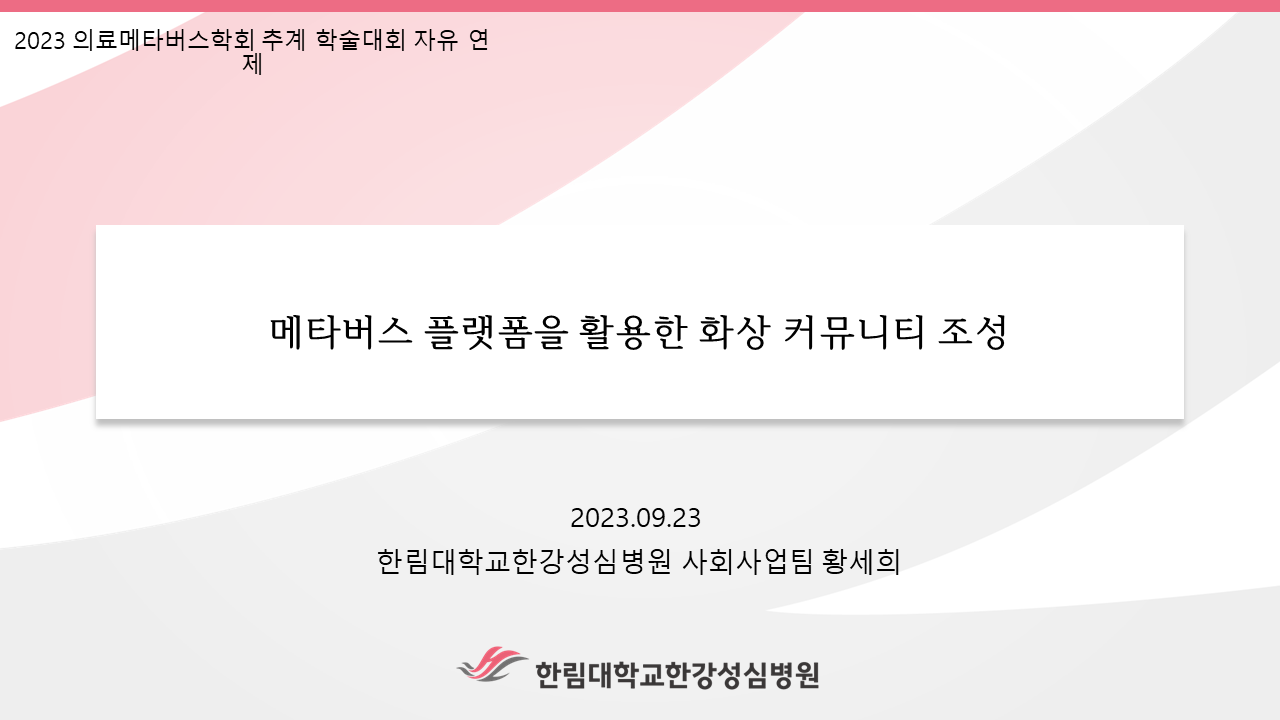 2023 의료메타버스학회 추계 학술대회 자유 연
제
메타버스 플랫폼을 활용한 화상 커뮤니티 조성
2023.09.23
한림대학교한강성심병원 사회사업팀 황세희
한림대학교한강성심병원